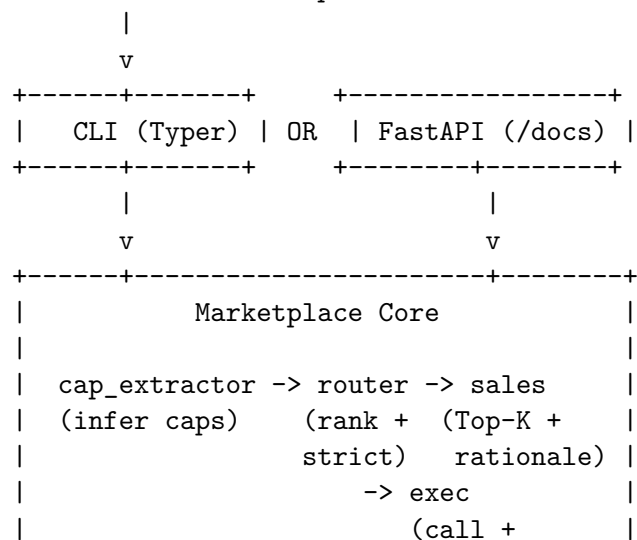 |
v
+------+-------+ +-----------------+
| CLI (Typer) | OR | FastAPI (/docs) |
+------+-------+ +--------+--------+
| |
v v
+------+-----------------------+--------+
| Marketplace Core |
| |
| cap_extractor -> router -> sales |
| (infer caps) (rank + (Top-K + |
| strict) rationale) |
| -> exec |
| (call + |